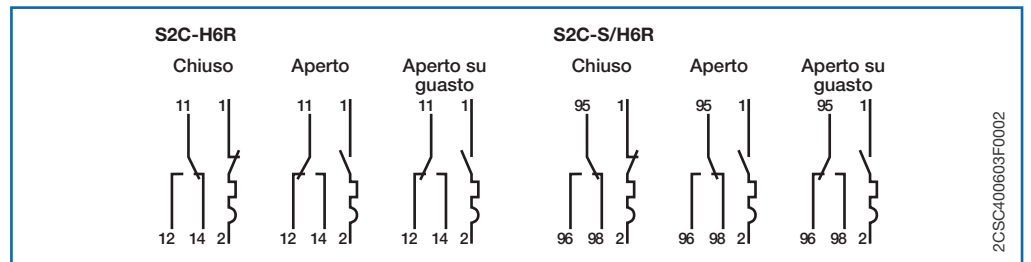 S2C-H6R S2C-S/H6R
Chiuso Aperto Aperto su guasto Chiuso Aperto Aperto su guasto
11 1 11 1 11 1 95 1 95 1 95 1
12 14 2 12 14 2 12 14 2 96 98 2 96 98 2 96 98 2
2CSC400603F0002